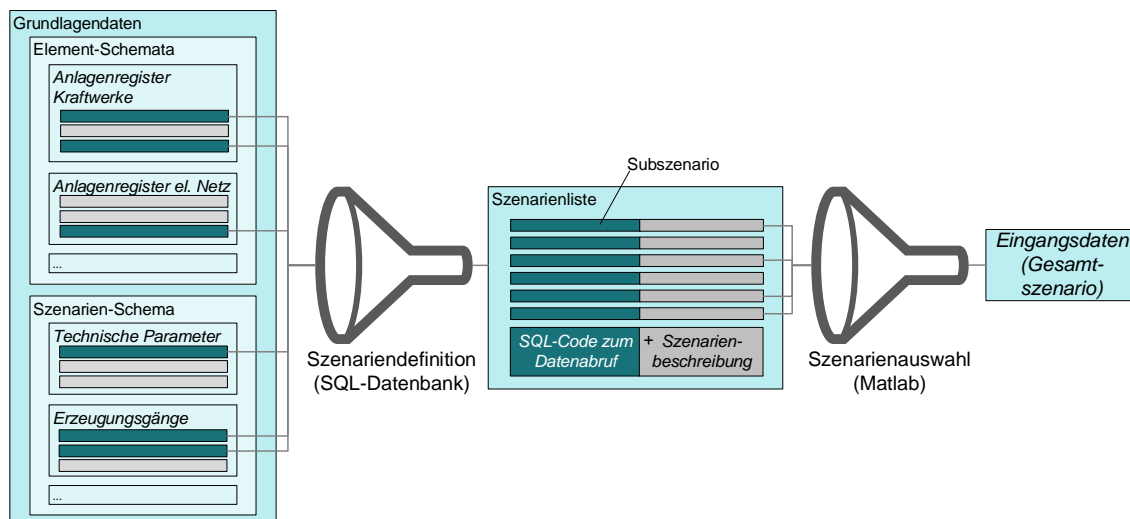 Grundlagendaten
Element-Schemata
Anlagenregister
Kraftwerke
Anlagenregister el. Netz
...
Szenarien-Schema
Technische Parameter
Erzeugungsgänge
...
Szenariendefinition
(SQL-Datenbank)
Subszenario
Szenarienliste
SQL-Code zum
Datenabruf
+ Szenarien-
beschreibung
Szenarienauswahl
(Matlab)
Eingangsdaten
(Gesamt-
szenario)